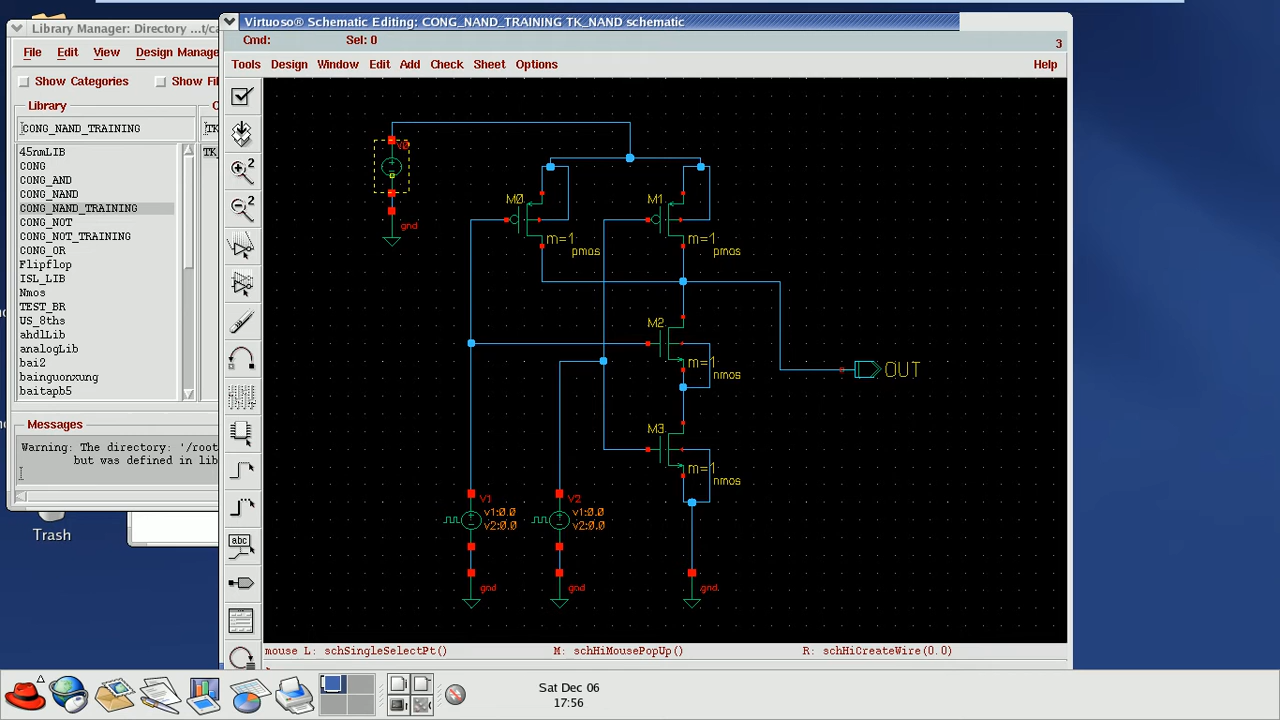 Library Manager: Directory ...t/ca
File Edit View Design Manage
Show Categories Show Fil
Library
CONG_NAND_TRAINING
45nmLIB
CONG
CONG_AND
CONG_NAND
CONG_NAND_TRAINING
CONG_NOT
CONG_NOT_TRAINING
CONG_OR
Flipflop
ISL_LIB
Nmos
TEST_BR
US_8ths
ahdlLib
analogLib
bai2
bainguonxung
baitapb5
Messages
Warning: The directory: '/root
but was defined in lib
Trash
Virtuoso® Schematic Editing: CONG_NAND_TRAINING TK_NAND schematic
Cmd: Sel: 0
3
Tools Design Window Edit Add Check Sheet Options Help
2
2
abc
V0
gnd
M0
m=1
pmos
M1
m=1
pmos
M2
m=1
nmos
OUT
M3
m=1
nmos
V1
v1:0.0
v2:0.0
gnd
V2
v1:0.0
v2:0.0
gnd
gnd
mouse L: schSingleSelectPt() M: schHiMousePopUp() R: schHiCreateWire(0.0)
Sat Dec 06
17:56